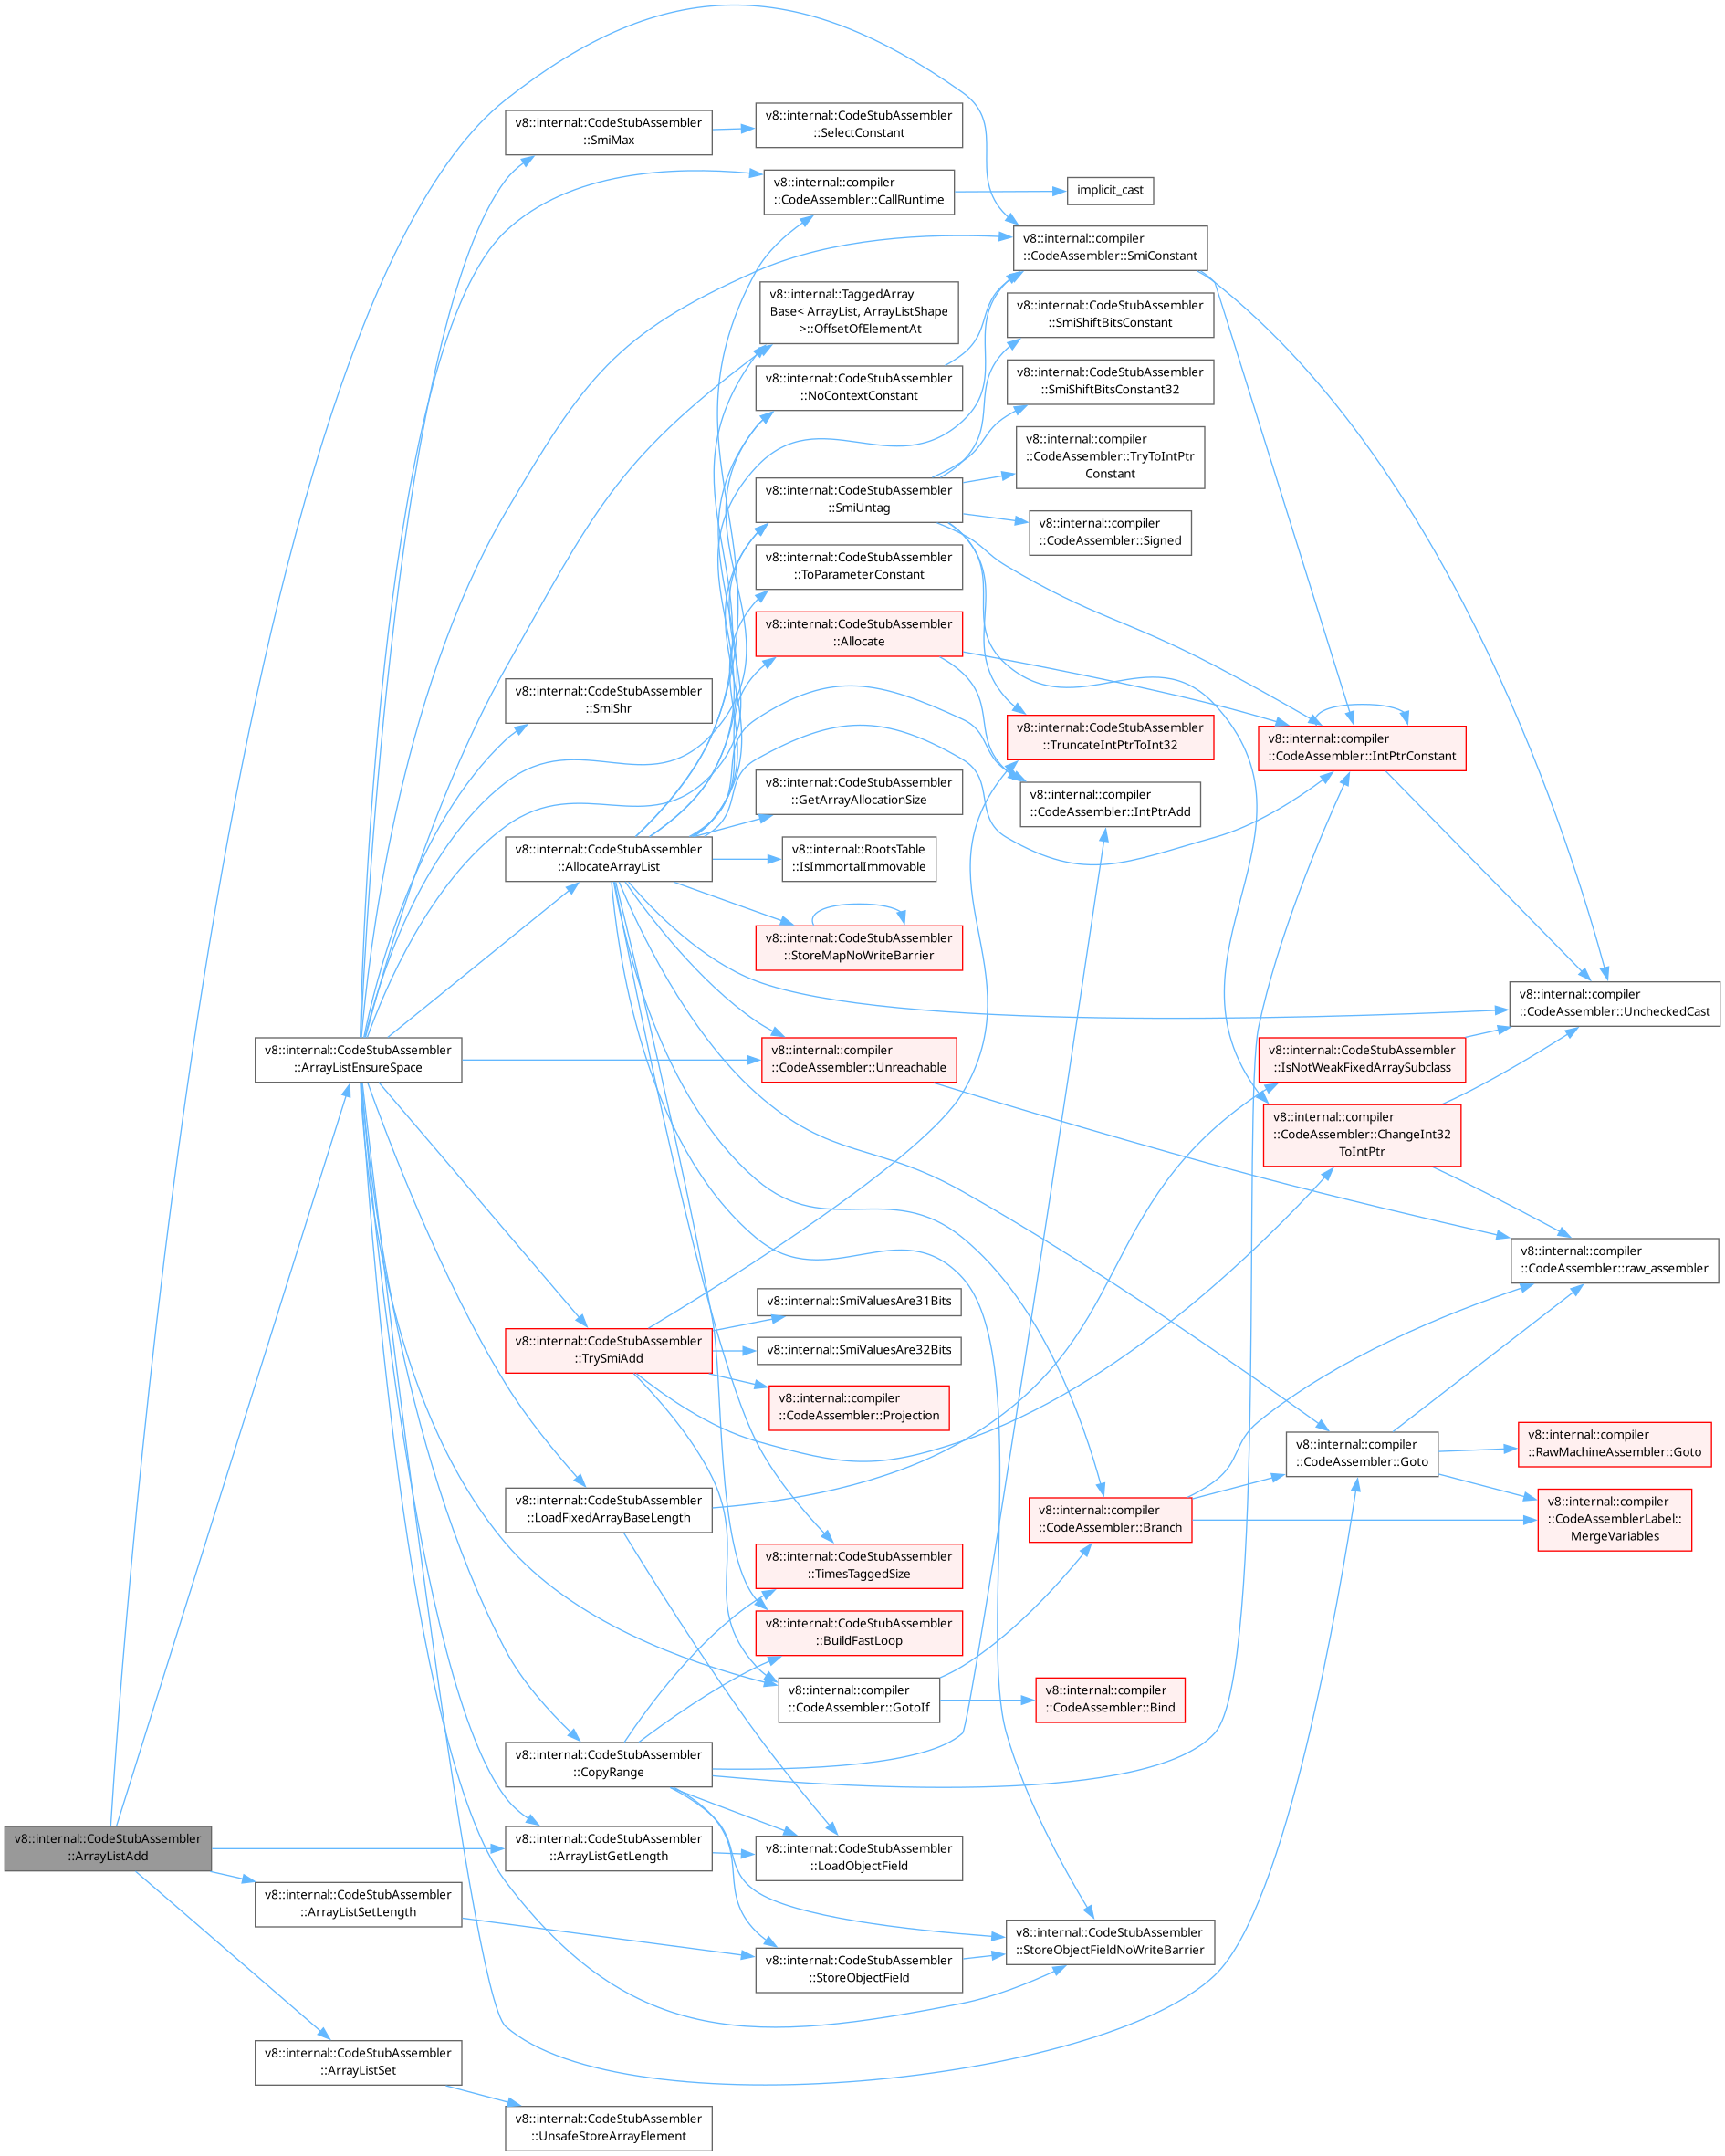 v8::internal::CodeStubAssembler
::ArrayListAdd
v8::internal::CodeStubAssembler
::ArrayListEnsureSpace
v8::internal::CodeStubAssembler
::ArrayListSetLength
v8::internal::CodeStubAssembler
::ArrayListSet
v8::internal::CodeStubAssembler
::SmiMax
v8::internal::CodeStubAssembler
::SmiShr
v8::internal::CodeStubAssembler
::AllocateArrayList
v8::internal::CodeStubAssembler
::TrySmiAdd
v8::internal::CodeStubAssembler
::LoadFixedArrayBaseLength
v8::internal::CodeStubAssembler
::CopyRange
v8::internal::CodeStubAssembler
::ArrayListGetLength
v8::internal::CodeStubAssembler
::UnsafeStoreArrayElement
v8::internal::CodeStubAssembler
::SelectConstant
v8::internal::compiler
::CodeAssembler::CallRuntime
v8::internal::TaggedArray
Base< ArrayList, ArrayListShape
>::OffsetOfElementAt
v8::internal::CodeStubAssembler
::NoContextConstant
v8::internal::CodeStubAssembler
::SmiUntag
v8::internal::CodeStubAssembler
::ToParameterConstant
v8::internal::CodeStubAssembler
::Allocate
v8::internal::CodeStubAssembler
::GetArrayAllocationSize
v8::internal::RootsTable
::IsImmortalImmovable
v8::internal::CodeStubAssembler
::StoreMapNoWriteBarrier
v8::internal::compiler
::CodeAssembler::Unreachable
v8::internal::SmiValuesAre31Bits
v8::internal::SmiValuesAre32Bits
v8::internal::compiler
::CodeAssembler::Projection
v8::internal::CodeStubAssembler
::TimesTaggedSize
v8::internal::CodeStubAssembler
::BuildFastLoop
v8::internal::compiler
::CodeAssembler::GotoIf
v8::internal::CodeStubAssembler
::LoadObjectField
v8::internal::CodeStubAssembler
::StoreObjectField
implicit_cast
v8::internal::compiler
::CodeAssembler::SmiConstant
v8::internal::CodeStubAssembler
::SmiShiftBitsConstant
v8::internal::CodeStubAssembler
::SmiShiftBitsConstant32
v8::internal::compiler
::CodeAssembler::TryToIntPtr
Constant
v8::internal::compiler
::CodeAssembler::Signed
v8::internal::CodeStubAssembler
::TruncateIntPtrToInt32
v8::internal::compiler
::CodeAssembler::IntPtrAdd
v8::internal::compiler
::CodeAssembler::Branch
v8::internal::compiler
::CodeAssembler::Bind
v8::internal::CodeStubAssembler
::StoreObjectFieldNoWriteBarrier
v8::internal::compiler
::CodeAssembler::IntPtrConstant
v8::internal::CodeStubAssembler
::IsNotWeakFixedArraySubclass
v8::internal::compiler
::CodeAssembler::ChangeInt32
ToIntPtr
v8::internal::compiler
::CodeAssembler::Goto
v8::internal::compiler
::CodeAssembler::UncheckedCast
v8::internal::compiler
::CodeAssembler::raw_assembler
v8::internal::compiler
::RawMachineAssembler::Goto
v8::internal::compiler
::CodeAssemblerLabel::
MergeVariables